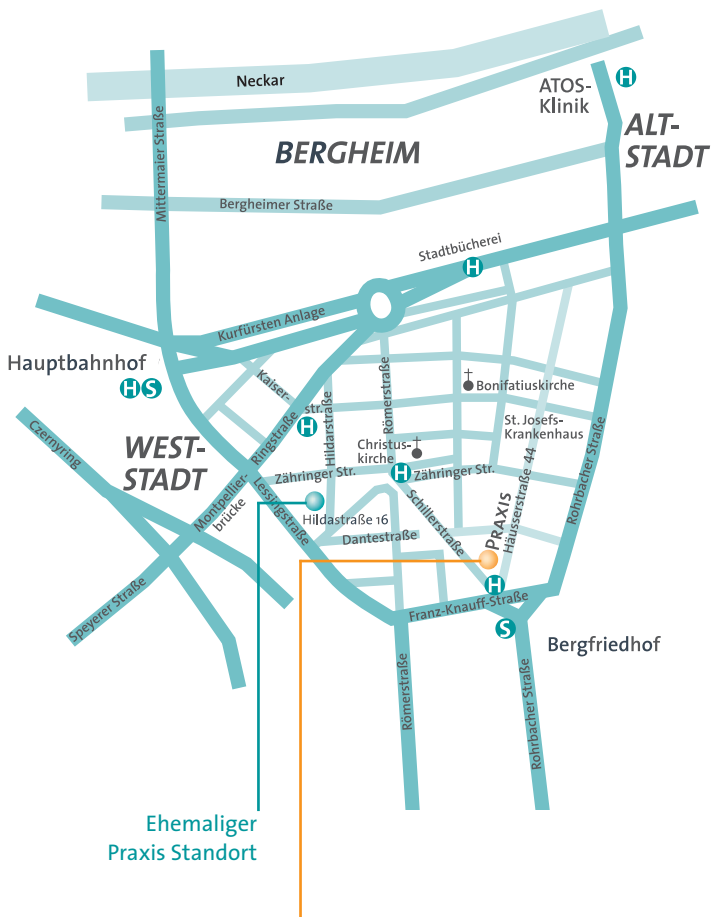 Neckar
ATOS-
Klinik
H
ALT-
STADT
BERGHEIM
Mittermaier Straße
Bergheimer Straße
Stadtbücherei
H
Kurfürsten Anlage
Hauptbahnhof
H S
Kaiser-
str.
H
Hildarstraße
Römerstraße
Bonifatiuskirche
St. Josefs-
Krankenhaus
Christus-
kirche
WEST-
STADT
Czernyring
Ringstraße
Zähringer Str.
H
Zähringer Str.
Montpellier-
brücke
Lessingstraße
Hildastraße 16
Dantestraße
Schillerstraße
PRAXIS
Häusserstraße 44
Rohrbacher Straße
H
Speyerer Straße
Franz-Knauff-Straße
S
Bergfriedhof
Römerstraße
Rohrbacher Straße
Ehemaliger
Praxis Standort